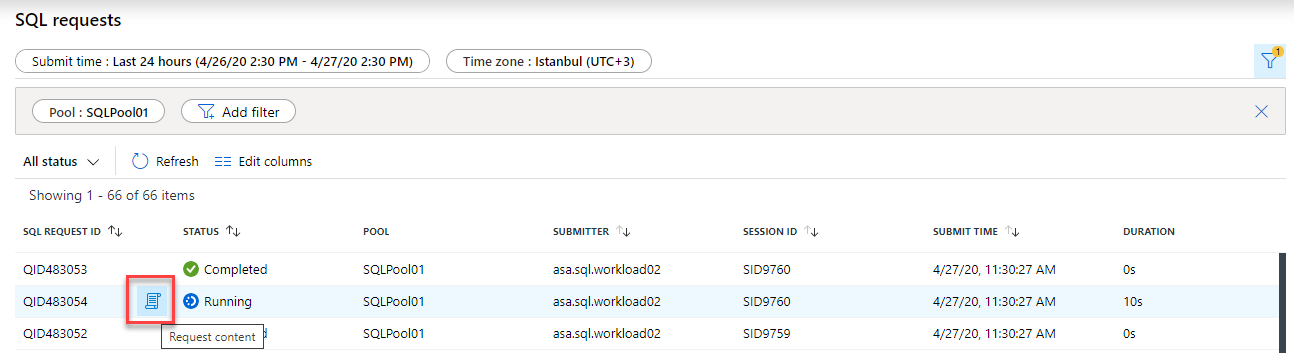 SQL requests
Submit time : Last 24 hours (4/26/20 2:30 PM - 4/27/20 2:30 PM) Time zone : Istanbul (UTC+3) 1
Pool : SQLPool01 Add filter
All status Refresh Edit columns
Showing 1 - 66 of 66 items
SQL REQUEST ID STATUS POOL SUBMITTER SESSION ID SUBMIT TIME DURATION
QID483053 Completed SQLPool01 asa.sql.workload02 SID9760 4/27/20, 11:30:27 AM 0s
QID483054 Running SQLPool01 asa.sql.workload02 SID9760 4/27/20, 11:30:27 AM 10s
QID483052 SQLPool01 asa.sql.workload02 SID9759 4/27/20, 11:30:27 AM 0s
Request content